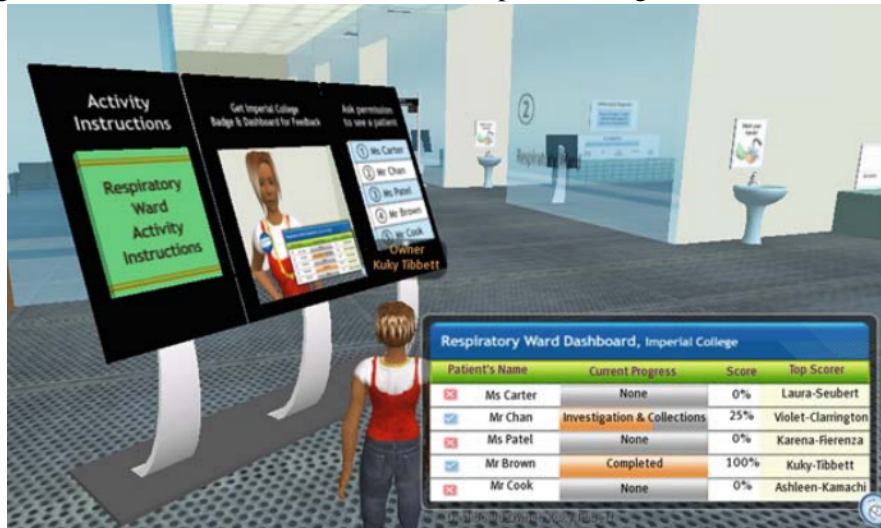 Activity
Instructions
Respiratory
Ward
Activity
Instructions
Get Imperial College
Badge & Dashboard for Feedback
Ask permission
to see a patient
1 Ms Carter
2 Mr Chan
3 Ms Patel
4 Mr Brown
5 Mr Cook
Owner
Kuky Tibbett
2
Respiratory Ward
Respiratory Ward Dashboard, Imperial College
Patient's Name Current Progress Score Top Scorer
Ms Carter None 0% Laura-Seubert
Mr Chan Investigation & Collections 25% Violet-Clarrington
Ms Patel None 0% Karena-Fierenza
Mr Brown Completed 100% Kuky-Tibbett
Mr Cook None 0% Ashleen-Kamachi